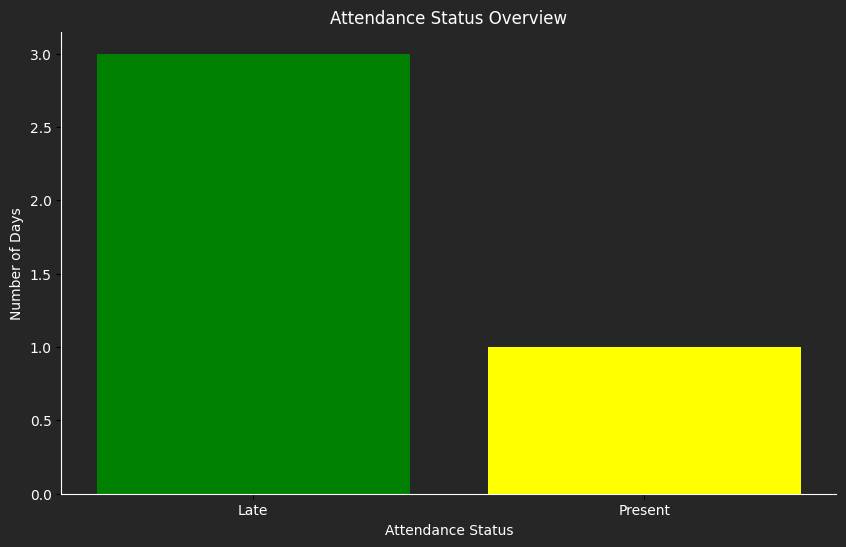 Attendance Status Overview
3.0
2.5
2.0
1.5
1.0
0.5
0.0
Number of Days
Late Present
Attendance Status